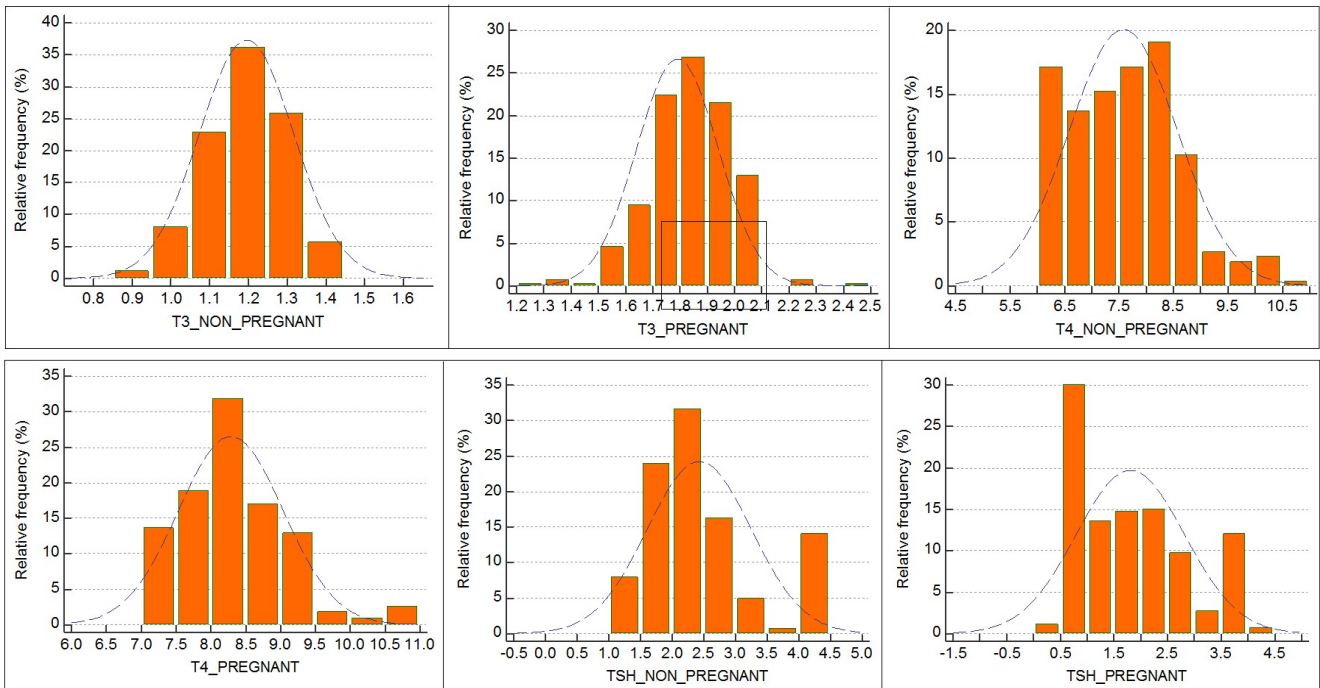 40
35
30
25
20
15
10
5
0
Relative frequency (%)
0.8 0.9 1.0 1.1 1.2 1.3 1.4 1.5 1.6
T3_NON_PREGNANT
30
25
20
15
10
5
0
Relative frequency (%)
1.2 1.3 1.4 1.5 1.6 1.7 1.8 1.9 2.0 2.1 2.2 2.3 2.4 2.5
T3_PREGNANT
20
15
10
5
0
Relative frequency (%)
4.5 5.5 6.5 7.5 8.5 9.5 10.5
T4_NON_PREGNANT
35
30
25
20
15
10
5
0
Relative frequency (%)
6.0 6.5 7.0 7.5 8.0 8.5 9.0 9.5 10.0 10.5 11.0
T4_PREGNANT
35
30
25
20
15
10
5
0
Relative frequency (%)
-0.5 0.0 0.5 1.0 1.5 2.0 2.5 3.0 3.5 4.0 4.5 5.0
TSH_NON_PREGNANT
30
25
20
15
10
5
0
Relative frequency (%)
-1.5 -0.5 0.5 1.5 2.5 3.5 4.5
TSH_PREGNANT